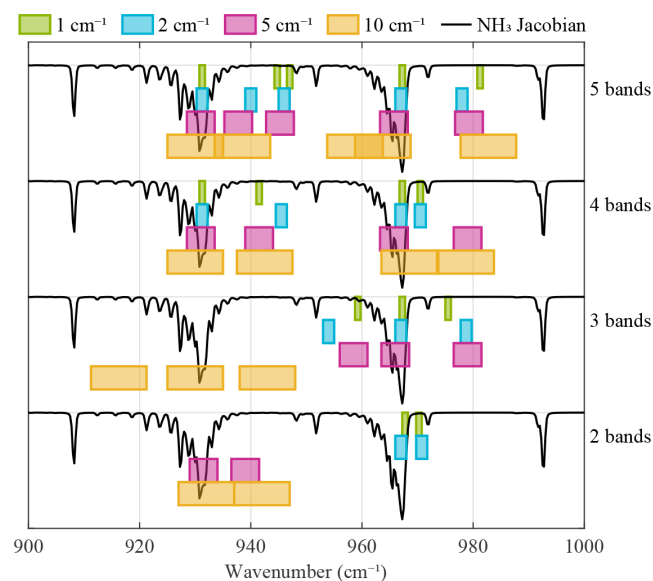 1 cm⁻¹ 2 cm⁻¹ 5 cm⁻¹ 10 cm⁻¹ NH₃ Jacobian
5 bands
4 bands
3 bands
2 bands
900 920 940 960 980 1000
Wavenumber (cm⁻¹)